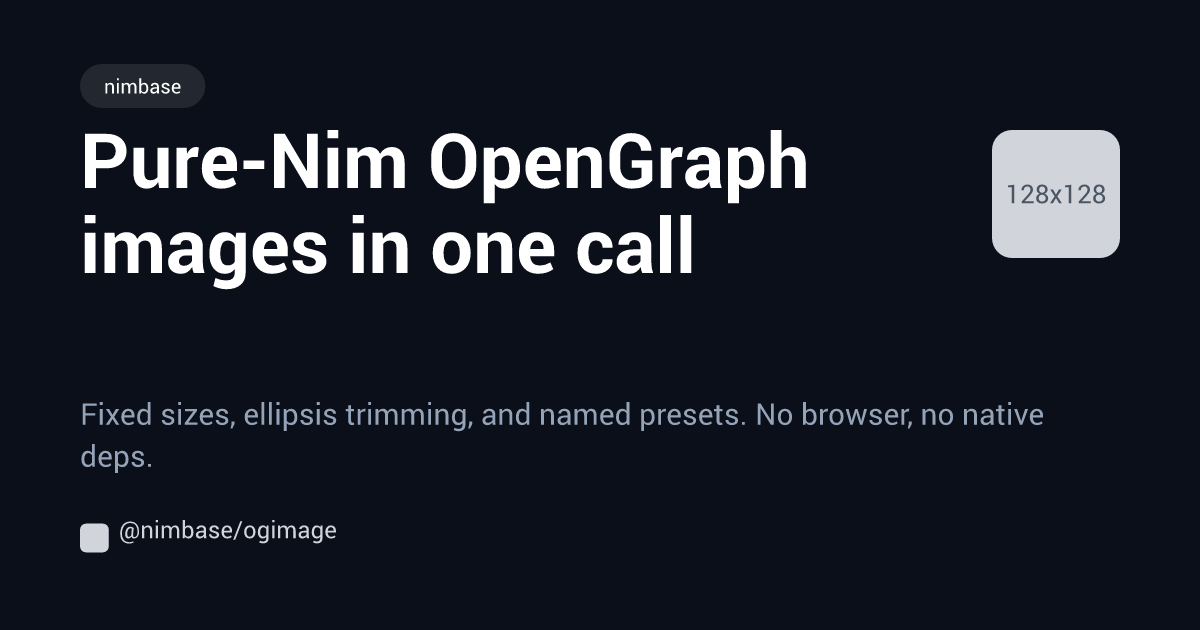 nimbase
Pure-Nim OpenGraph
images in one call
128x128
Fixed sizes, ellipsis trimming, and named presets. No browser, no native
deps.
@nimbase/ogimage